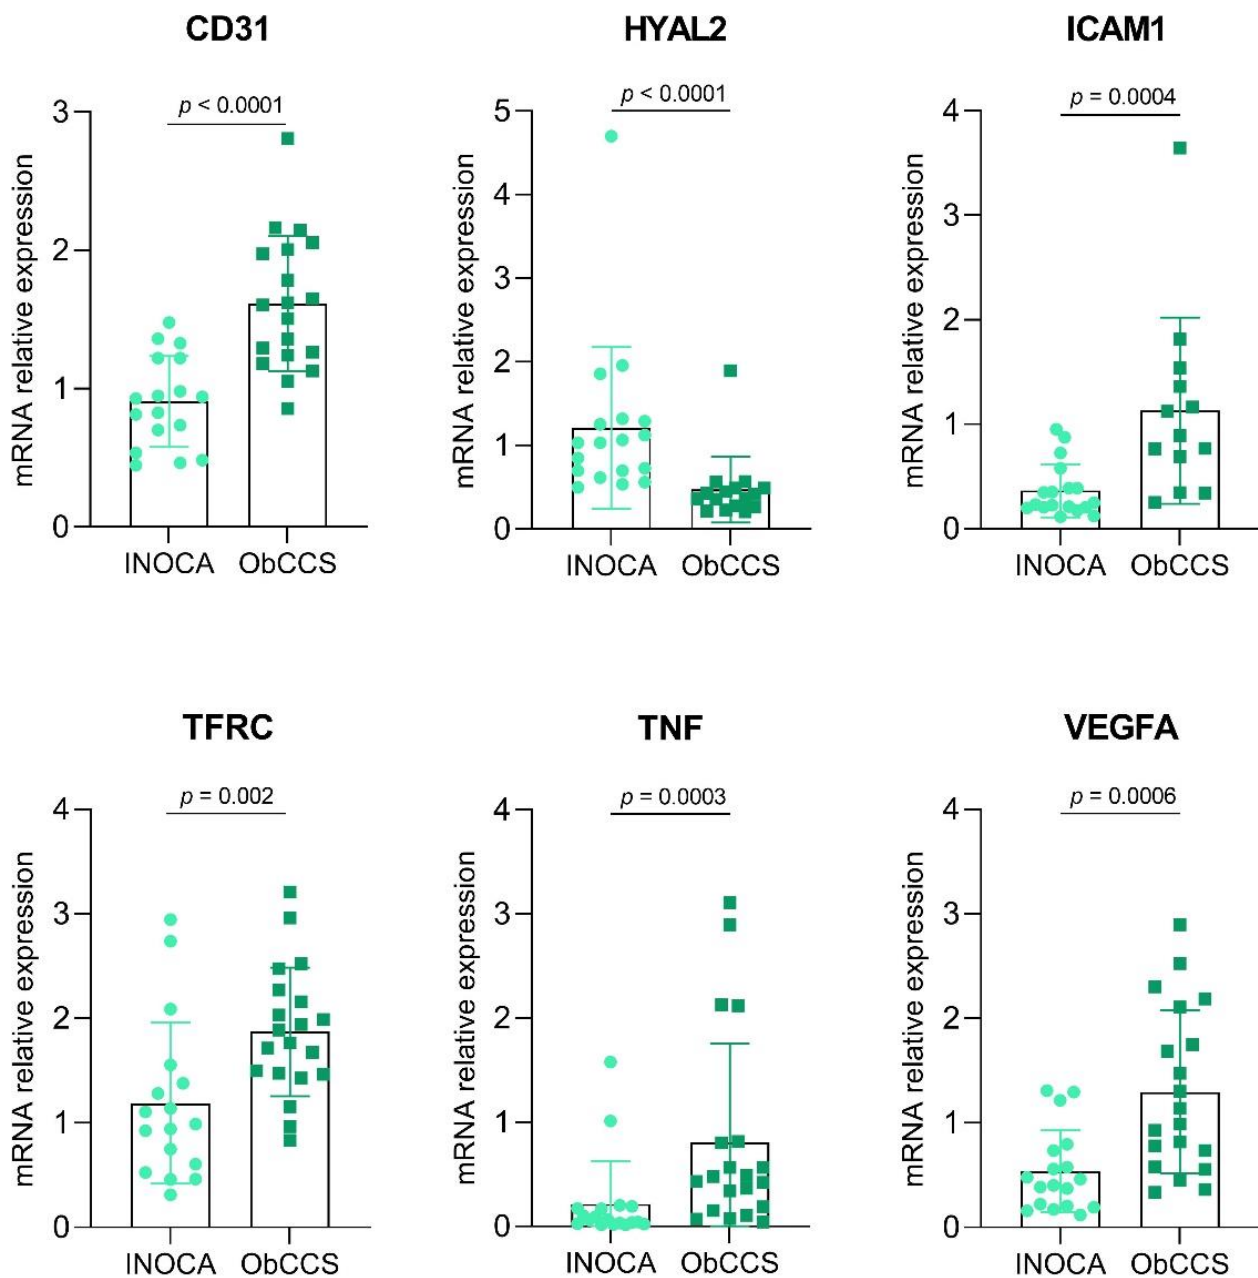 CD31
HYAL2
ICAM1
p < 0.0001
p < 0.0001
p = 0.0004
mRNA relative expression
3
2
1
0
INOCA ObCCS
mRNA relative expression
5
4
3
2
1
0
INOCA ObCCS
mRNA relative expression
4
3
2
1
0
INOCA ObCCS
TFRC
TNF
VEGFA
p = 0.002
p = 0.0003
p = 0.0006
mRNA relative expression
4
3
2
1
0
INOCA ObCCS
mRNA relative expression
4
3
2
1
0
INOCA ObCCS
mRNA relative expression
4
3
2
1
0
INOCA ObCCS